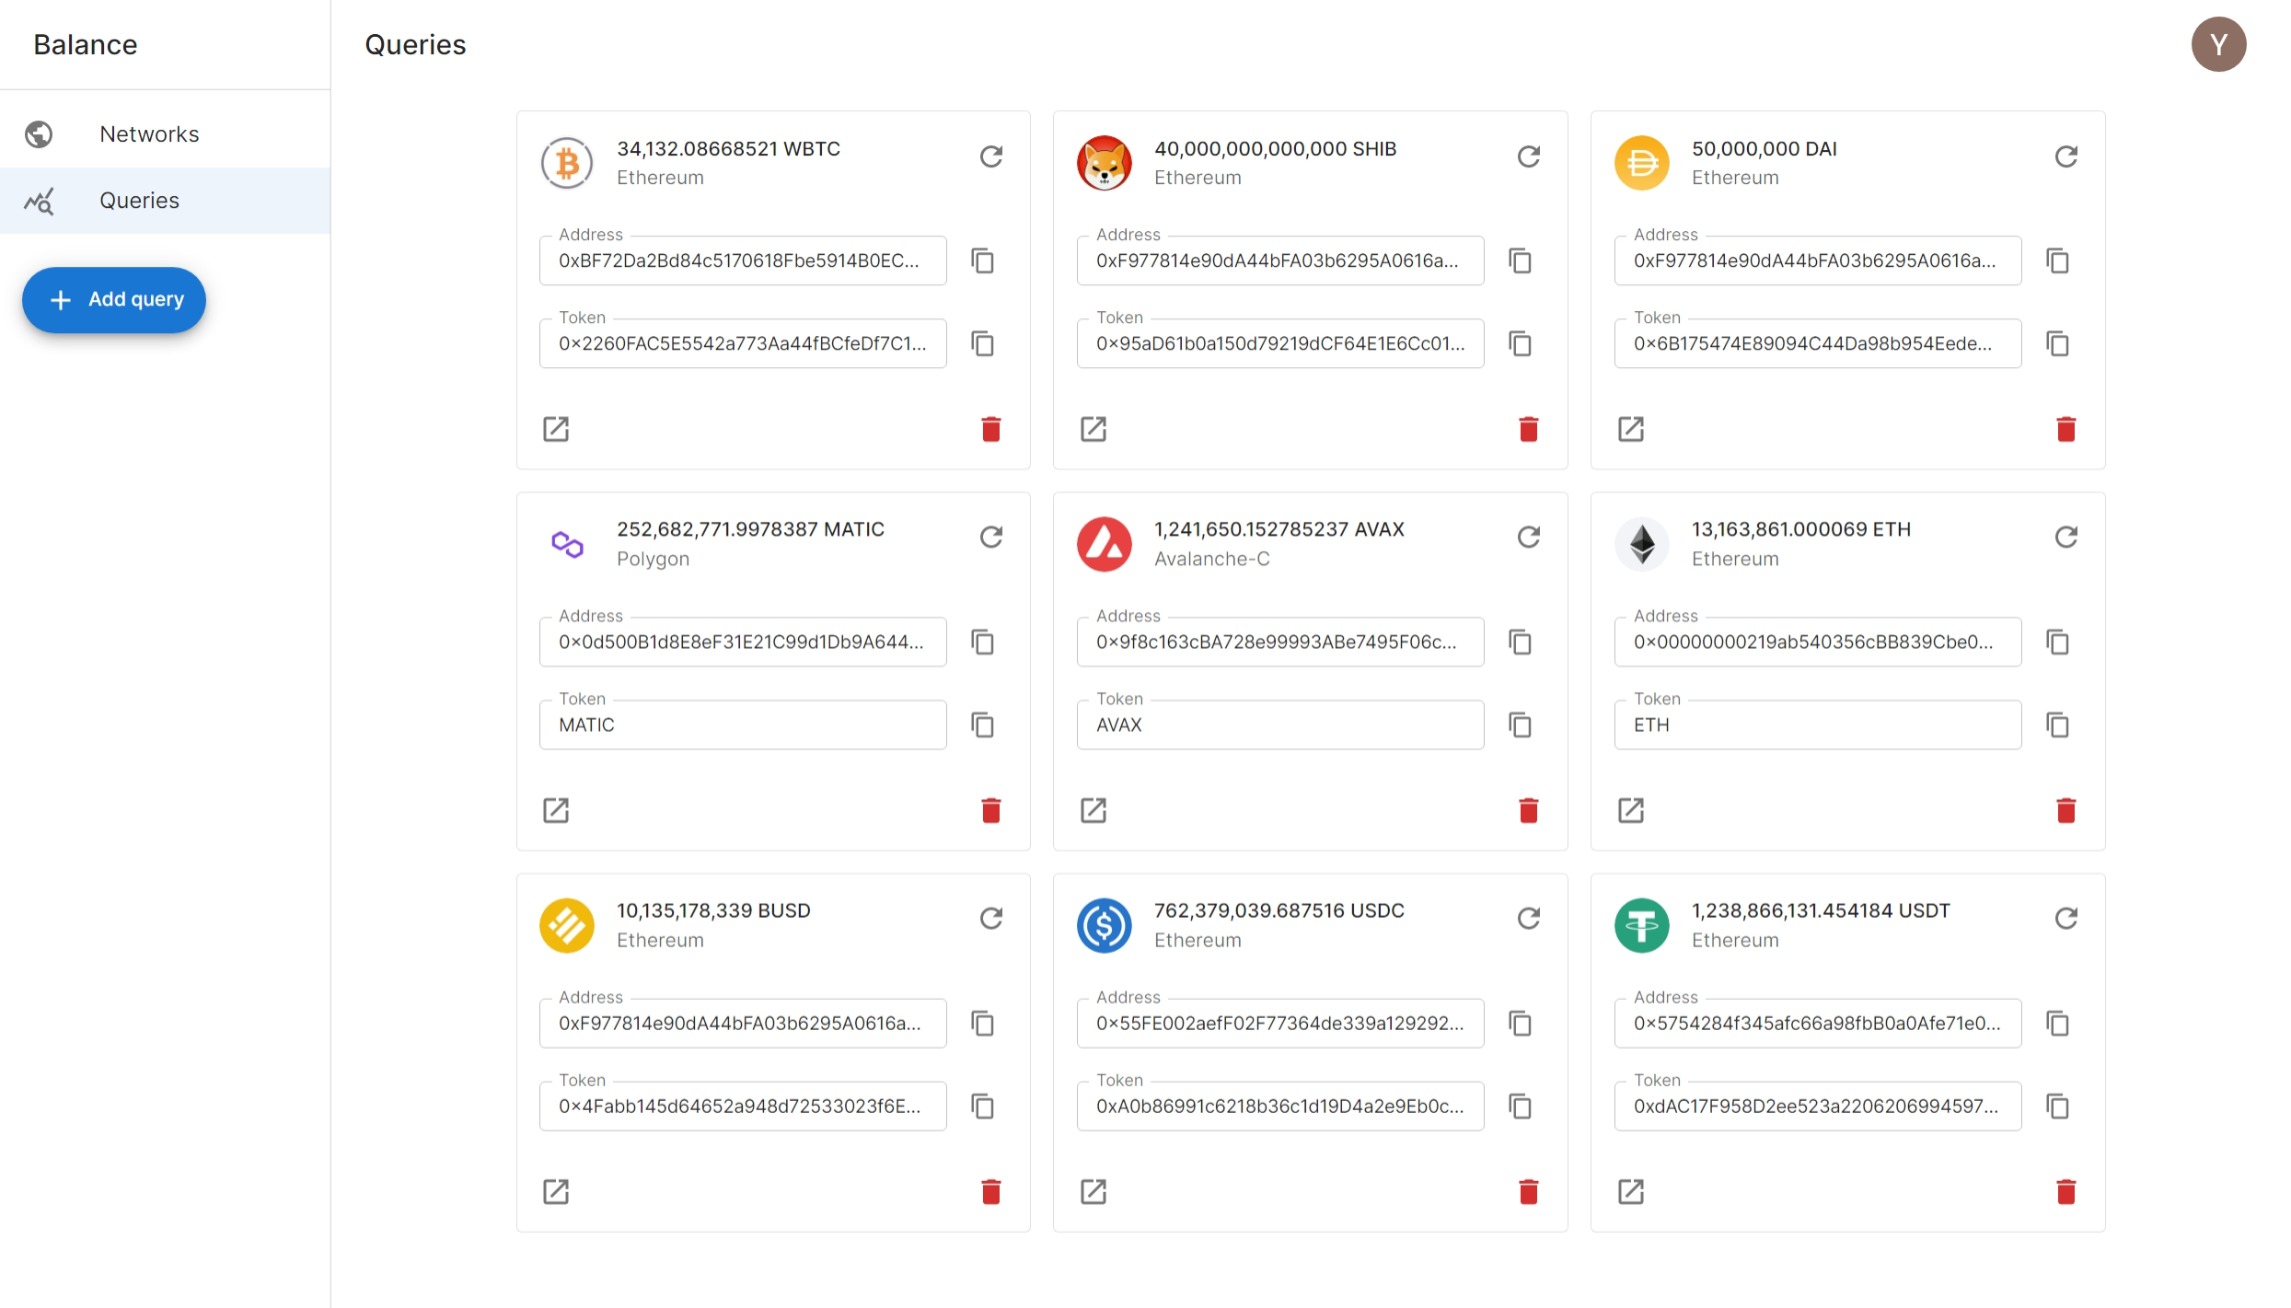 Balance
Queries
Y
Networks
Queries
Add query
34,132.08668521 WBTC
Ethereum
Address
0xBF72Da2Bd84c5170618Fbe5914B0EC...
Token
0x2260FAC5E5542a773Aa44fBCfeDf7C1...
40,000,000,000,000 SHIB
Ethereum
Address
0xF977814e90dA44bFA03b6295A0616a...
Token
0x95aD61b0a150d79219dCF64E1E6Cc01...
50,000,000 DAI
Ethereum
Address
0xF977814e90dA44bFA03b6295A0616a...
Token
0x6B175474E89094C44Da98b954Eede...
252,682,771.9978387 MATIC
Polygon
Address
0x0d500B1d8E8eF31E21C99d1Db9A644...
Token
MATIC
1,241,650.152785237 AVAX
Avalanche-C
Address
0x9f8c163cBA728e99993ABe7495F06c...
Token
AVAX
13,163,861.000069 ETH
Ethereum
Address
0x00000000219ab540356cBB839Cbe0...
Token
ETH
10,135,178,339 BUSD
Ethereum
Address
0xF977814e90dA44bFA03b6295A0616a...
Token
0x4Fabb145d64652a948d72533023f6E...
762,379,039.687516 USDC
Ethereum
Address
0x55FE002aefF02F77364de339a129292...
Token
0xA0b86991c6218b36c1d19D4a2e9Eb0c...
1,238,866,131.454184 USDT
Ethereum
Address
0x5754284f345afc66a98fbB0a0Afe71e0...
Token
0xdAC17F958D2ee523a2206206994597...